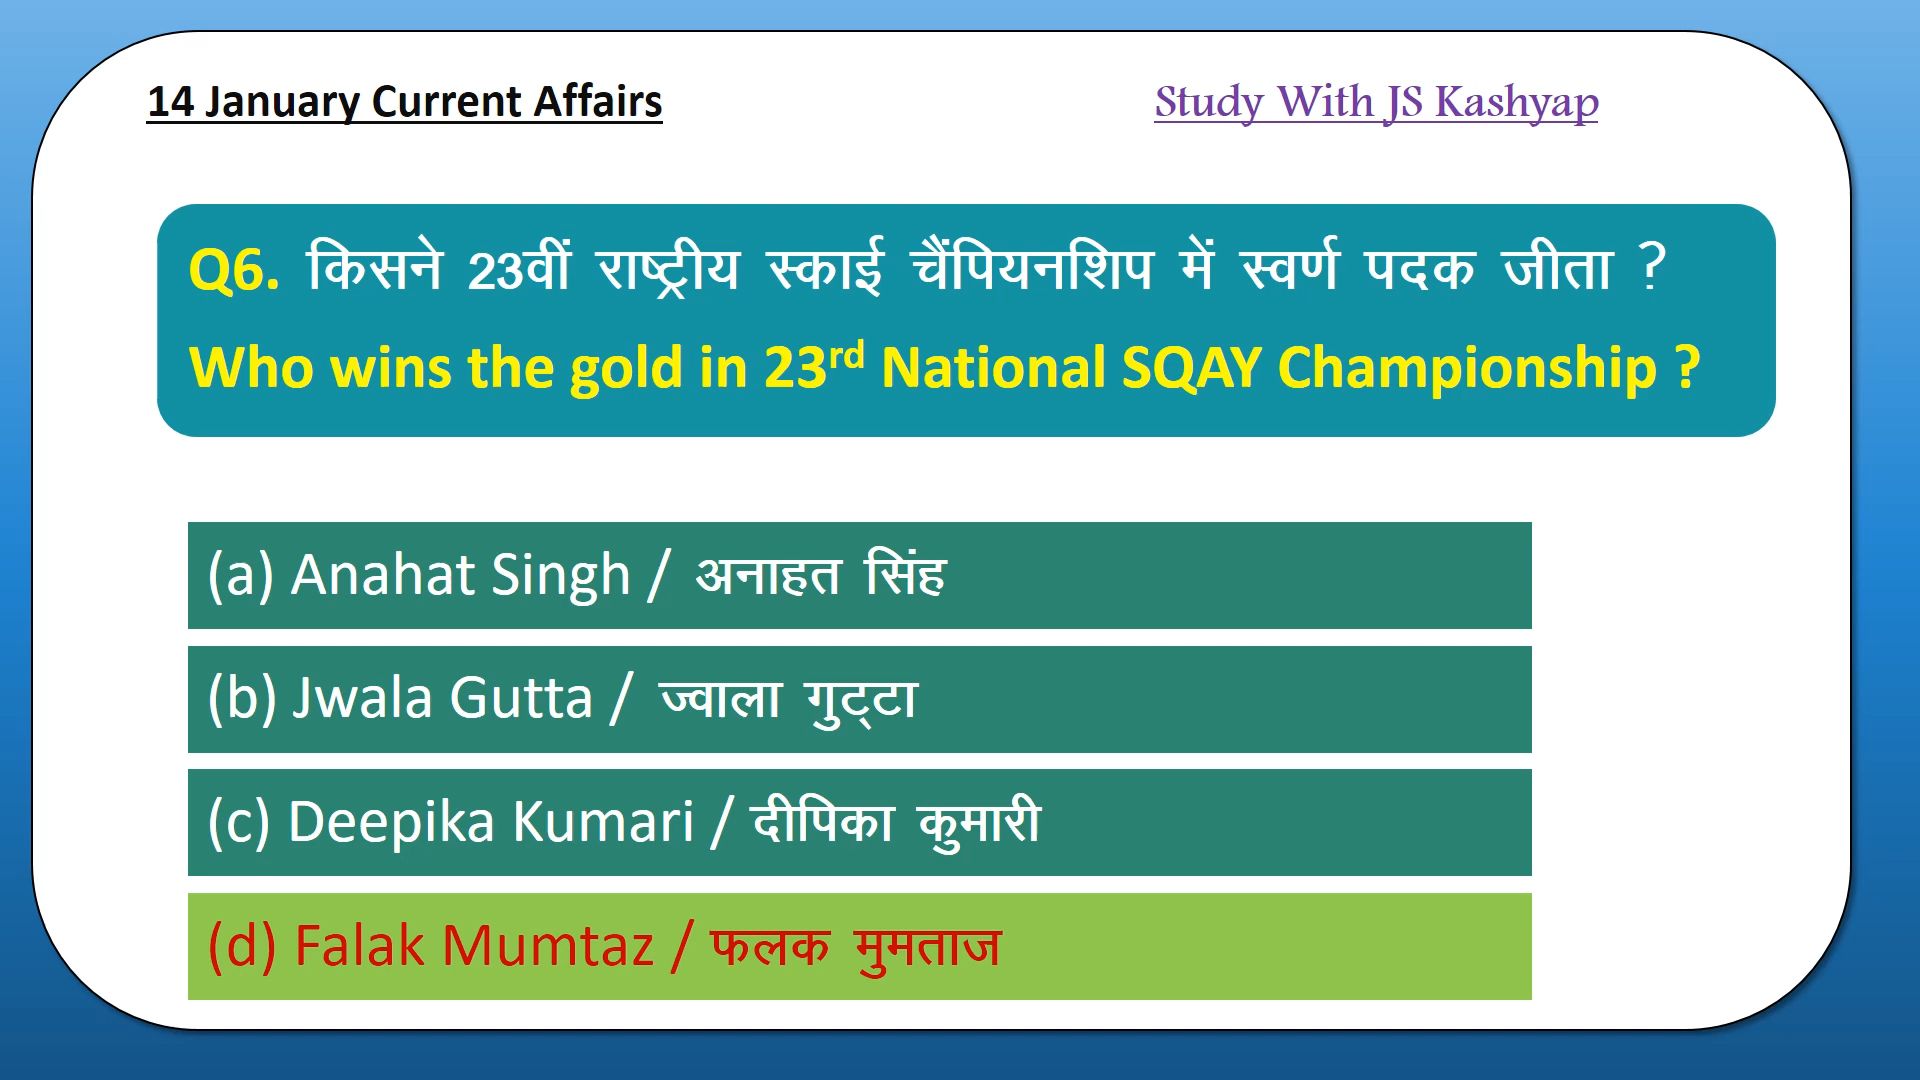 14 January Current Affairs
Study With JS Kashyap
Q6. किसने 23वीं राष्ट्रीय स्काई चैंपियनशिप में स्वर्ण पदक जीता ?
Who wins the gold in 23rd National SQAY Championship ?
(a) Anahat Singh / अनाहत सिंह
(b) Jwala Gutta / ज्वाला गुट्टा
(c) Deepika Kumari / दीपिका कुमारी
(d) Falak Mumtaz / फलक मुमताज